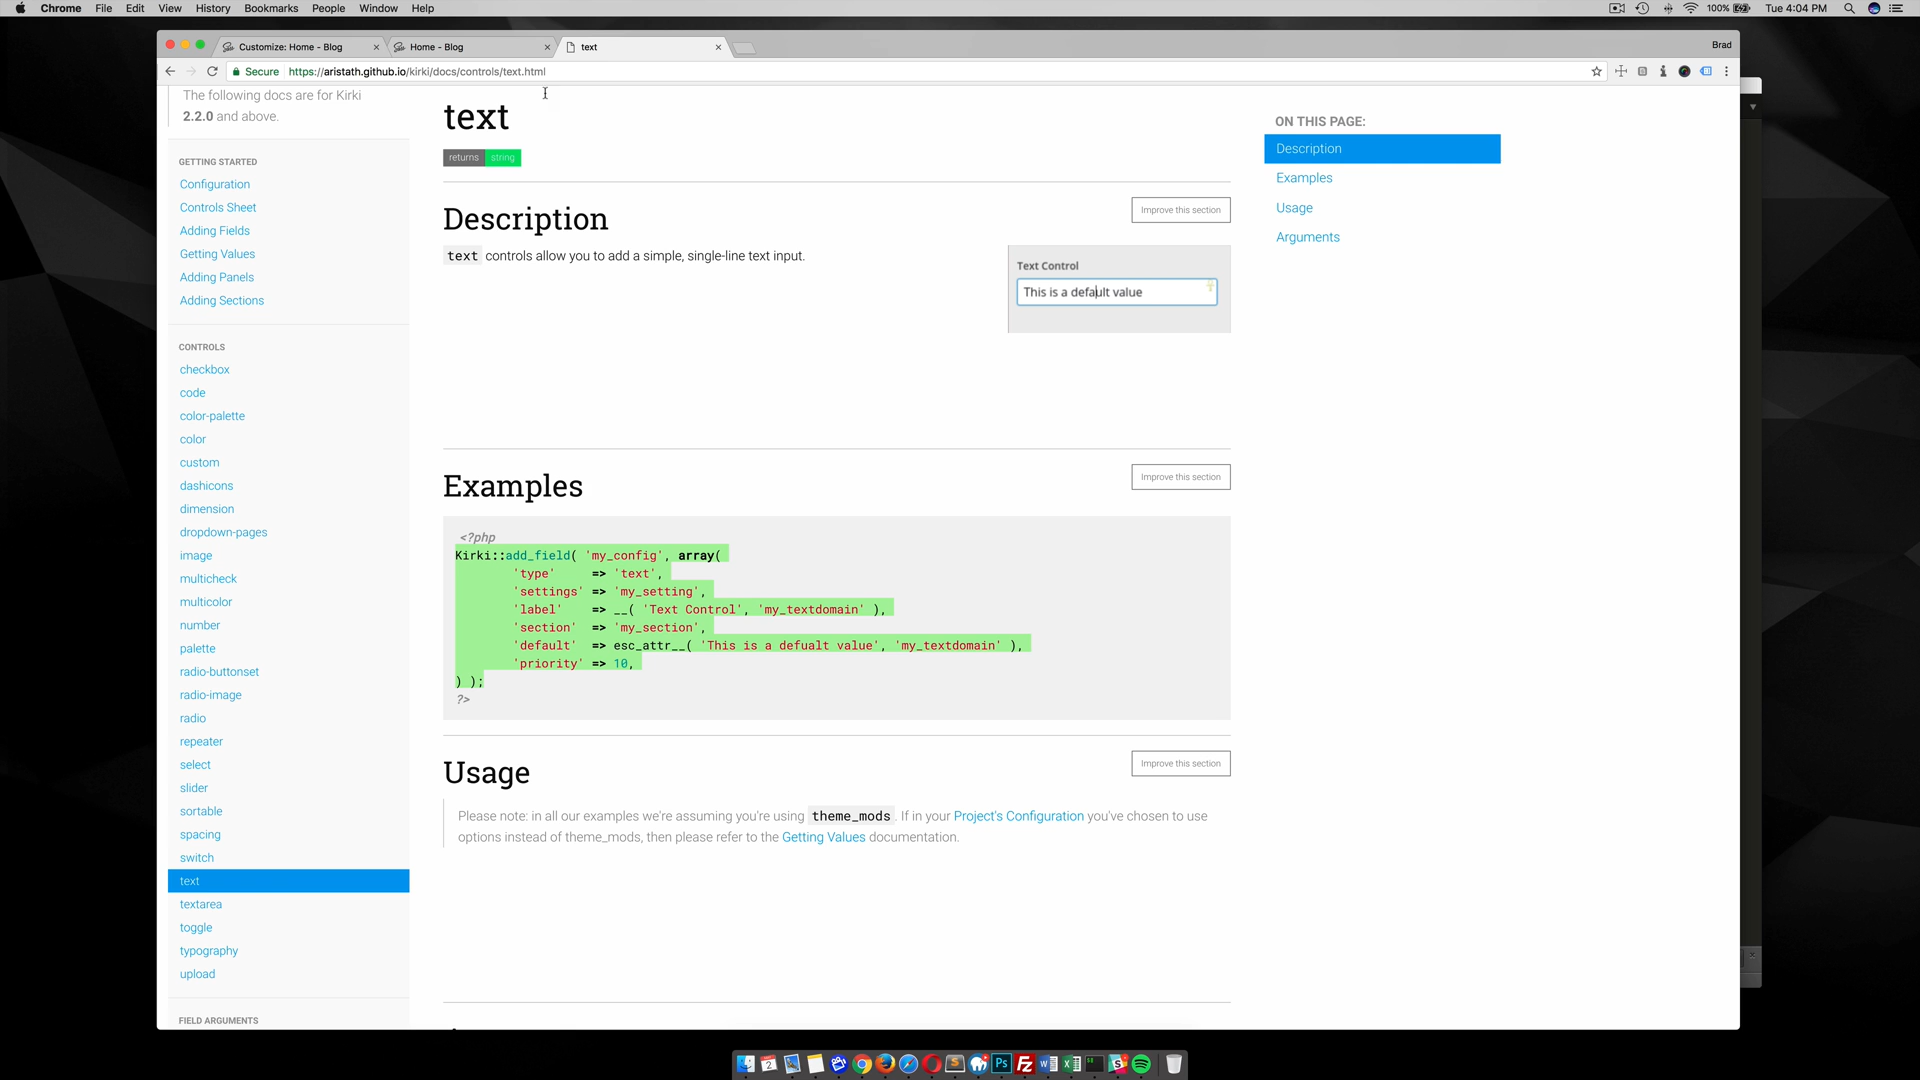 Chrome File Edit View History Bookmarks People Window Help 100% Tue 4:04 PM
Customize: Home - Blog
Home - Blog
text
Brad
Secure https://aristath.github.io/kirki/docs/controls/text.html
The following docs are for Kirki
2.2.0 and above.
GETTING STARTED
Configuration
Controls Sheet
Adding Fields
Getting Values
Adding Panels
Adding Sections
CONTROLS
checkbox
code
color-palette
color
custom
dashicons
dimension
dropdown-pages
image
multicheck
multicolor
number
palette
radio-buttonset
radio-image
radio
repeater
select
slider
sortable
spacing
switch
text
textarea
toggle
typography
upload
FIELD ARGUMENTS
text
returns string
Description
Improve this section
text controls allow you to add a simple, single-line text input.
Text Control
This is a default value
Examples
Improve this section
<?php
Kirki::add_field( 'my_config', array(
'type' => 'text',
'settings' => 'my_setting',
'label' => __( 'Text Control', 'my_textdomain' ),
'section' => 'my_section',
'default' => esc_attr__( 'This is a defualt value', 'my_textdomain' ),
'priority' => 10,
) );
?>
Usage
Improve this section
Please note: in all our examples we're assuming you're using theme_mods . If in your Project's Configuration you've chosen to use
options instead of theme_mods, then please refer to the Getting Values documentation.
ON THIS PAGE:
Description
Examples
Usage
Arguments
2
Ps
Fz